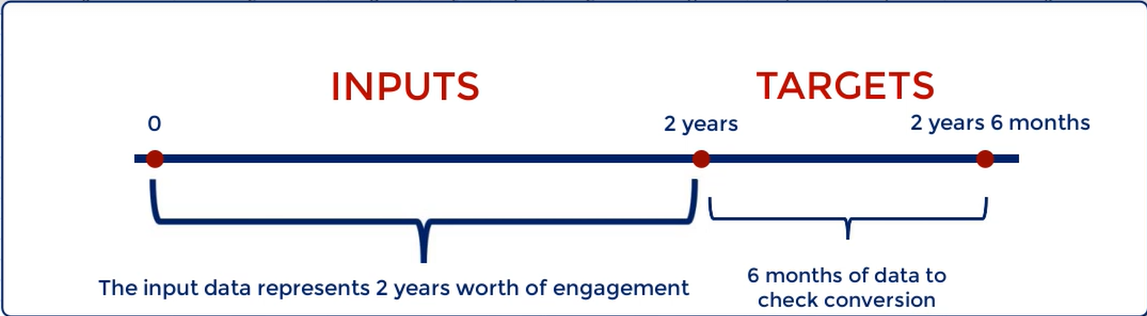 INPUTS
TARGETS
0
2 years
2 years 6 months
The input data represents 2 years worth of engagement
6 months of data to
check conversion